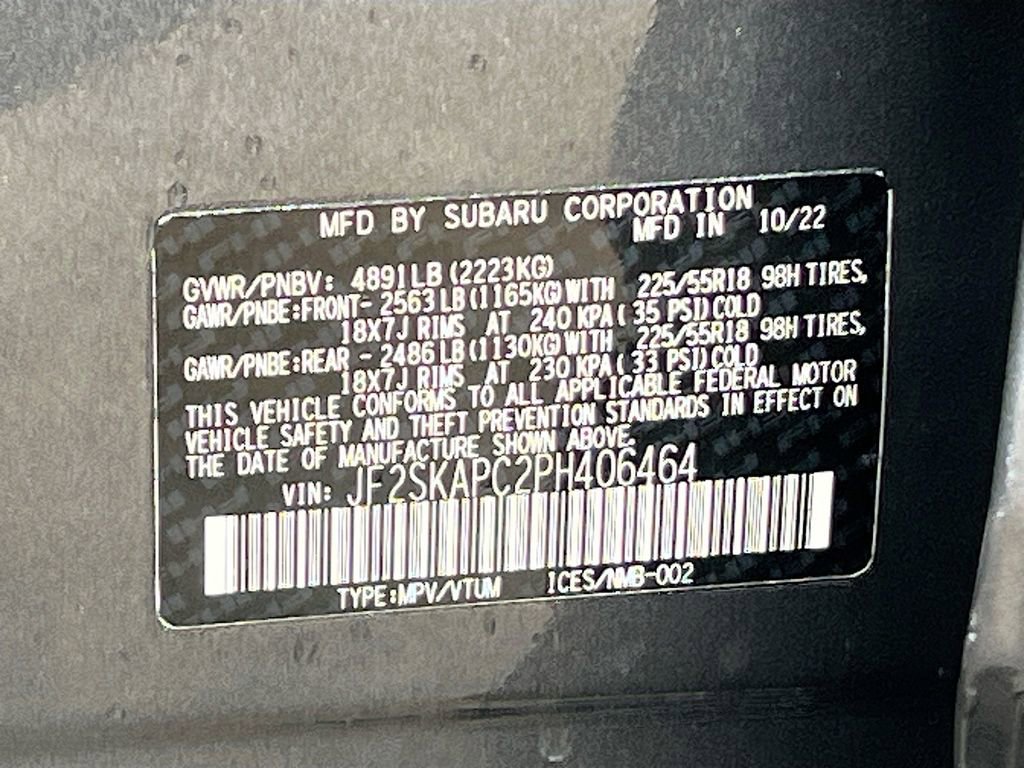 MFD BY SUBARU CORPORATION
MFD IN 10/22
GVWR/PNBV: 4891LB (2223KG)
GAWR/PNBE:FRONT- 2563 LB (1165KG) WITH 225/55R18 98H TIRES,
18X7J RIMS AT 240 KPA ( 35 PSI) COLD
GAWR/PNBE:REAR - 2486 LB (1130KG) WITH 225/55R18 98H TIRES,
18X7J RIMS AT 230 KPA ( 33 PSI) COLD
THIS VEHICLE CONFORMS TO ALL APPLICABLE FEDERAL MOTOR
VEHICLE SAFETY AND THEFT PREVENTION STANDARDS IN EFFECT ON
THE DATE OF MANUFACTURE SHOWN ABOVE.
VIN: JF2SKAPC2PH406464
TYPE:MPV/VTUM ICES/NMB-002